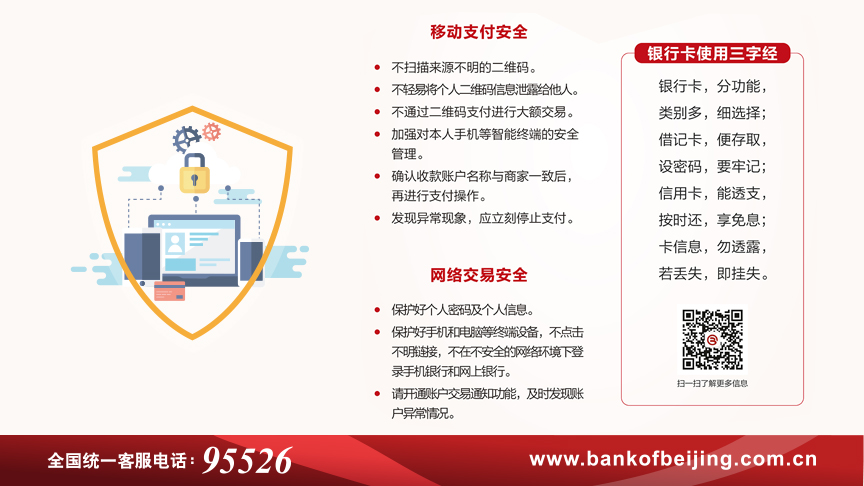 移动支付安全
不扫描来源不明的二维码。
不轻易将个人二维码信息泄露给他人。
不通过二维码支付进行大额交易。
加强对本人手机等智能终端的安全
管理。
确认收款账户名称与商家一致后，
再进行支付操作。
发现异常现象，应立刻停止支付。
网络交易安全
保护好个人密码及个人信息。
保护好手机和电脑等终端设备，不点击
不明链接，不在不安全的网络环境下登
录手机银行和网上银行。
请开通账户交易通知功能，及时发现账
户异常情况。
银行卡使用三字经
银行卡，分功能，
类别多，细选择；
借记卡，便存取，
设密码，要牢记；
信用卡，能透支，
按时还，享免息；
卡信息，勿透露，
若丢失，即挂失。
扫一扫了解更多信息
全国统一客服电话：95526
www.bankofbeijing.com.cn